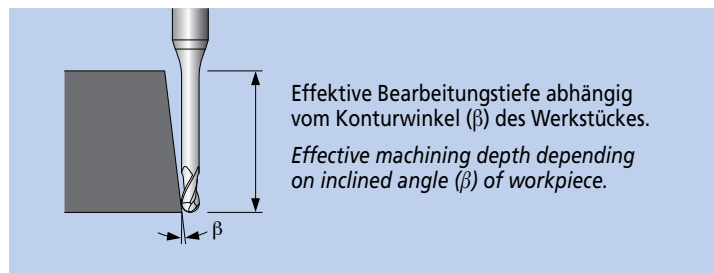 Effektive Bearbeitungstiefe abhängig
vom Konturwinkel (β) des Werkstückes.
Effective machining depth depending
on inclined angle (β) of workpiece.
β